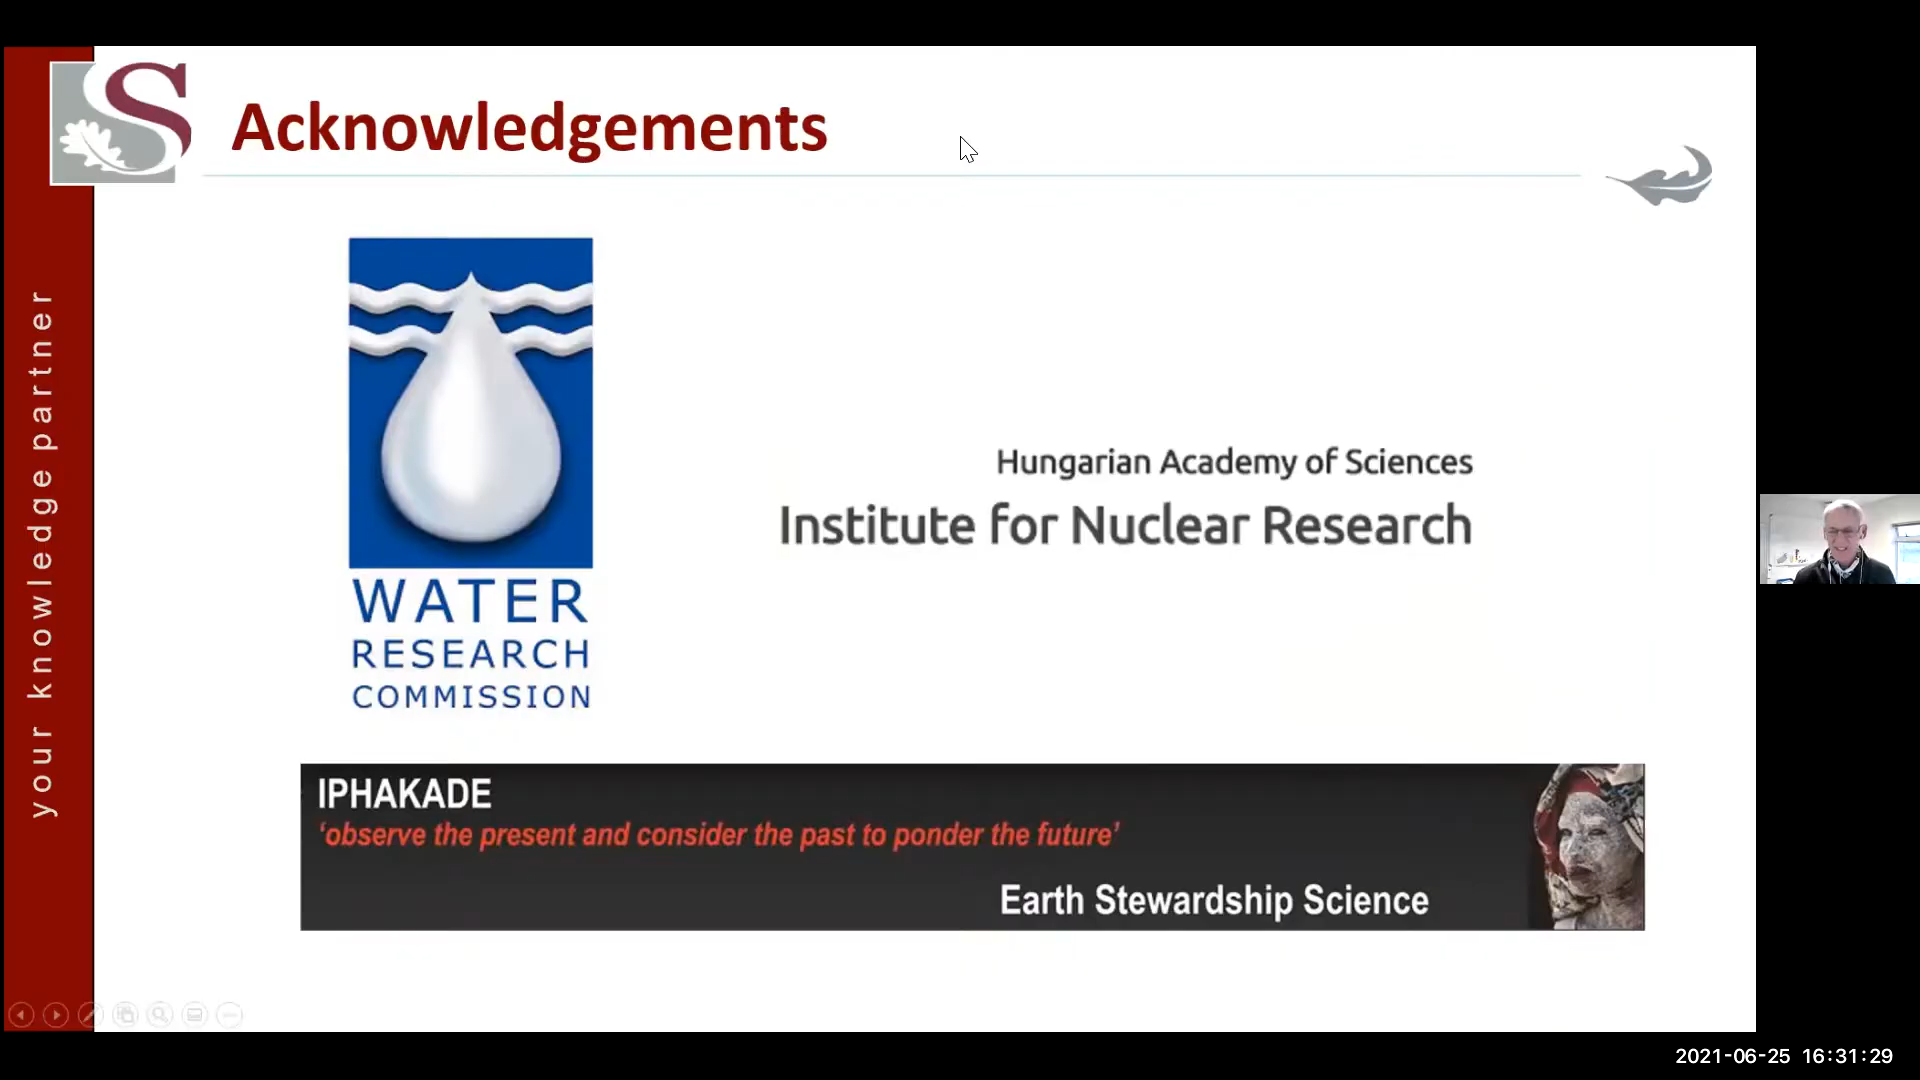 S
Acknowledgements
your knowledge partner
WATER
RESEARCH
COMMISSION
Hungarian Academy of Sciences
Institute for Nuclear Research
IPHAKADE
‘observe the present and consider the past to ponder the future’
Earth Stewardship Science
2021-06-25 16:31:29